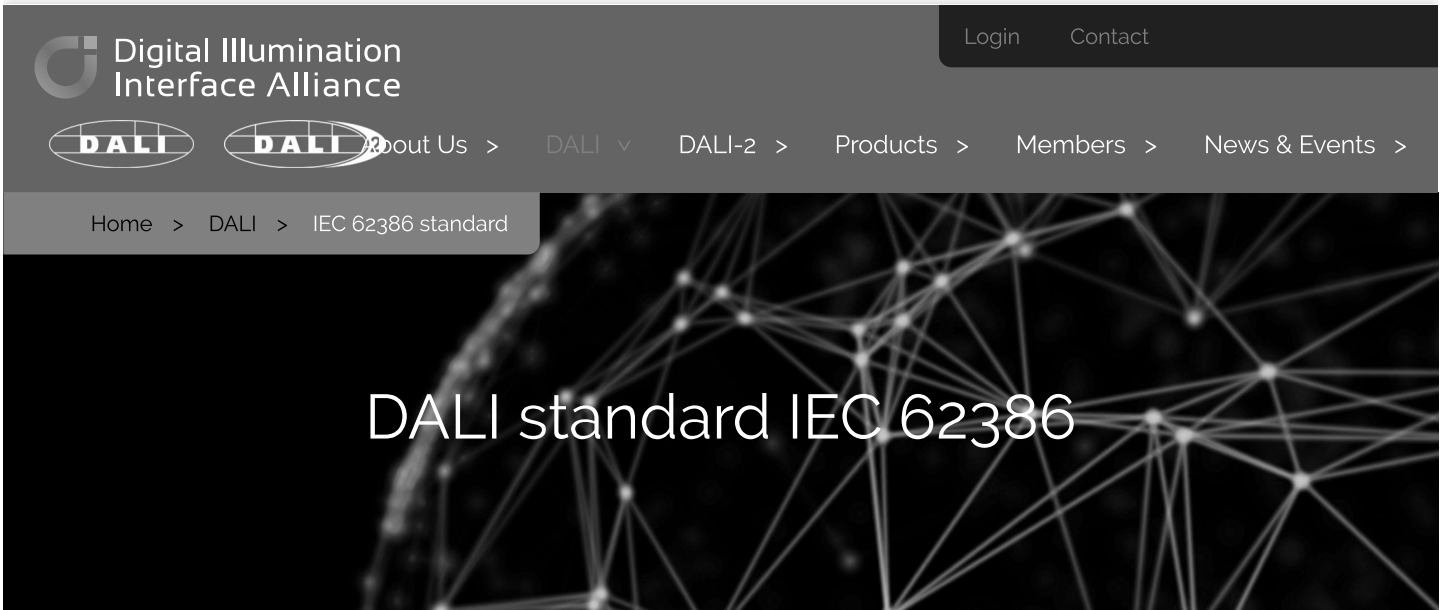 Login Contact
Digital Illumination
Interface Alliance
DALI DALI 2 About Us > DALI v DALI-2 > Products > Members > News & Events >
Home > DALI > IEC 62386 standard
DALI standard IEC 62386